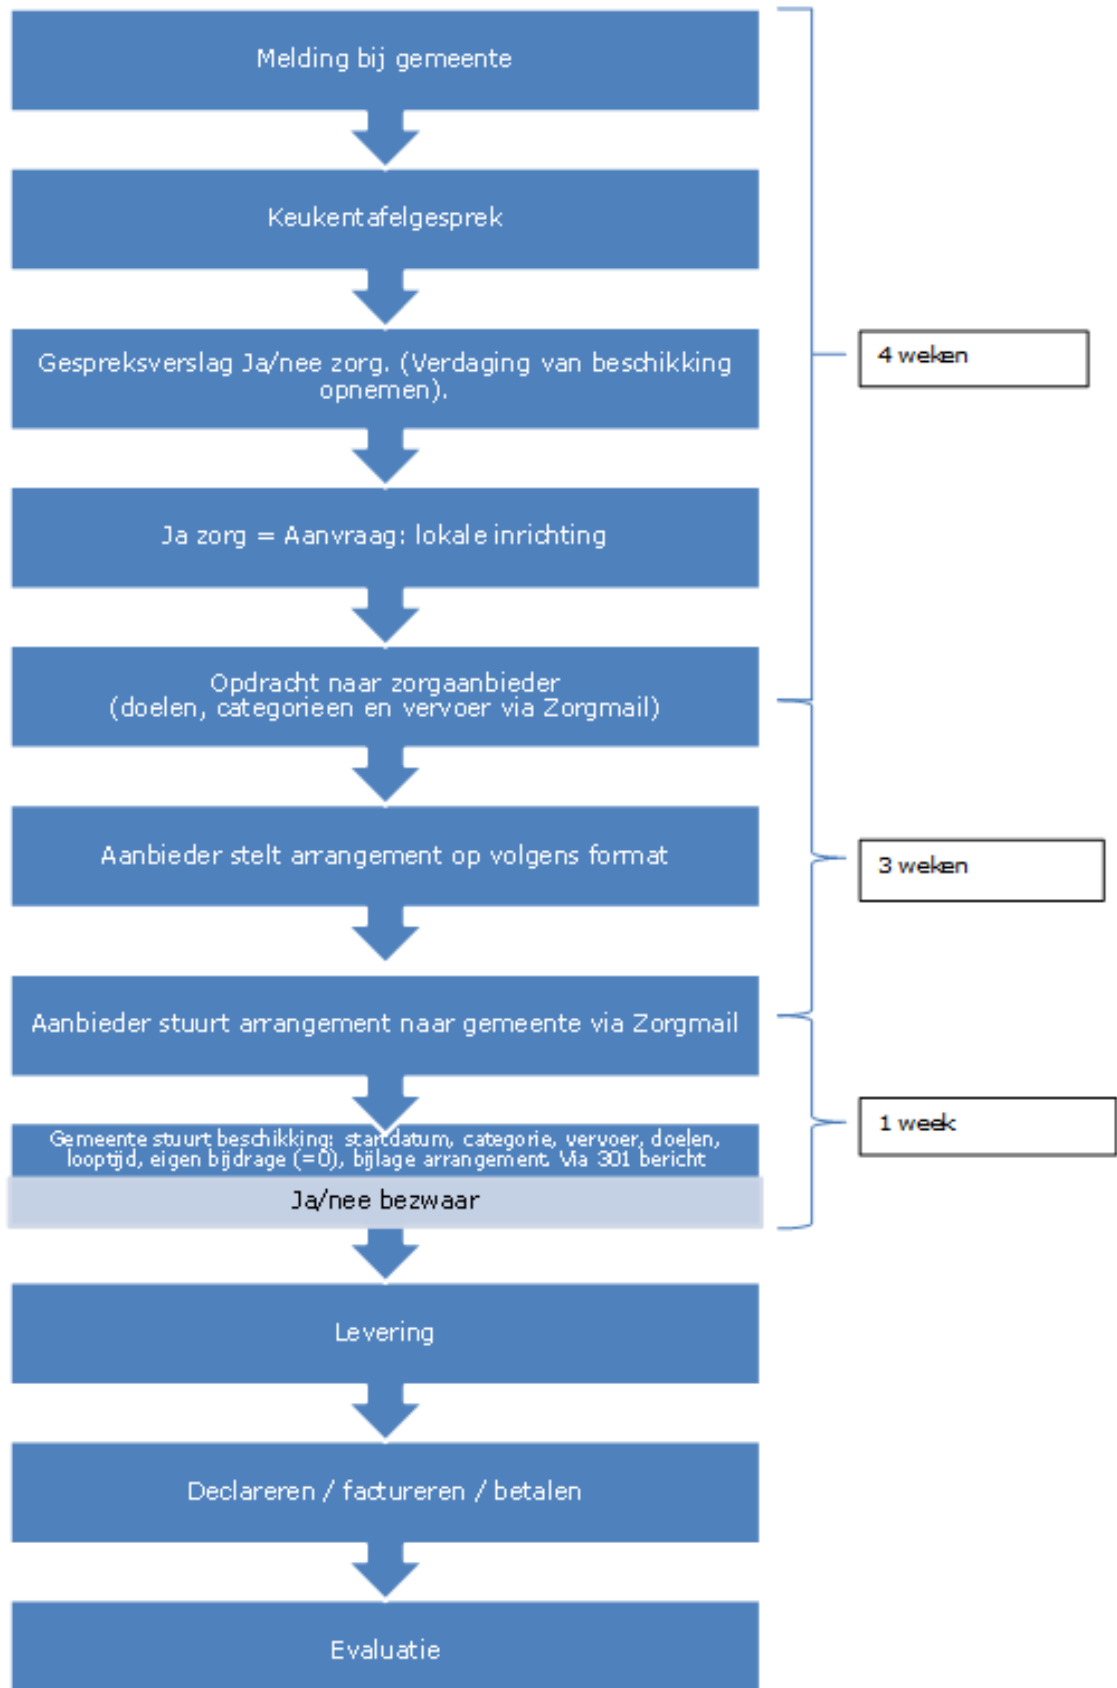 Melding bij gemeente
Keukentafelgesprek
Gespreksverslag Ja/nee zorg. (Verdaging van beschikking
opnemen).
4 weken
Ja zorg = Aanvraag: lokale inrichting
Opdracht naar zorgaanbieder
(doelen, categorieen en vervoer via Zorgmail)
Aanbieder stelt arrangement op volgens format
3 weken
Aanbieder stuurt arrangement naar gemeente via Zorgmail
Gemeente stuurt beschikking: startdatum, categorie, vervoer, doelen,
looptijd, eigen bijdrage (=0), bijlage arrangement. Via 301 bericht
1 week
Ja/nee bezwaar
Levering
Declareren / factureren / betalen
Evaluatie